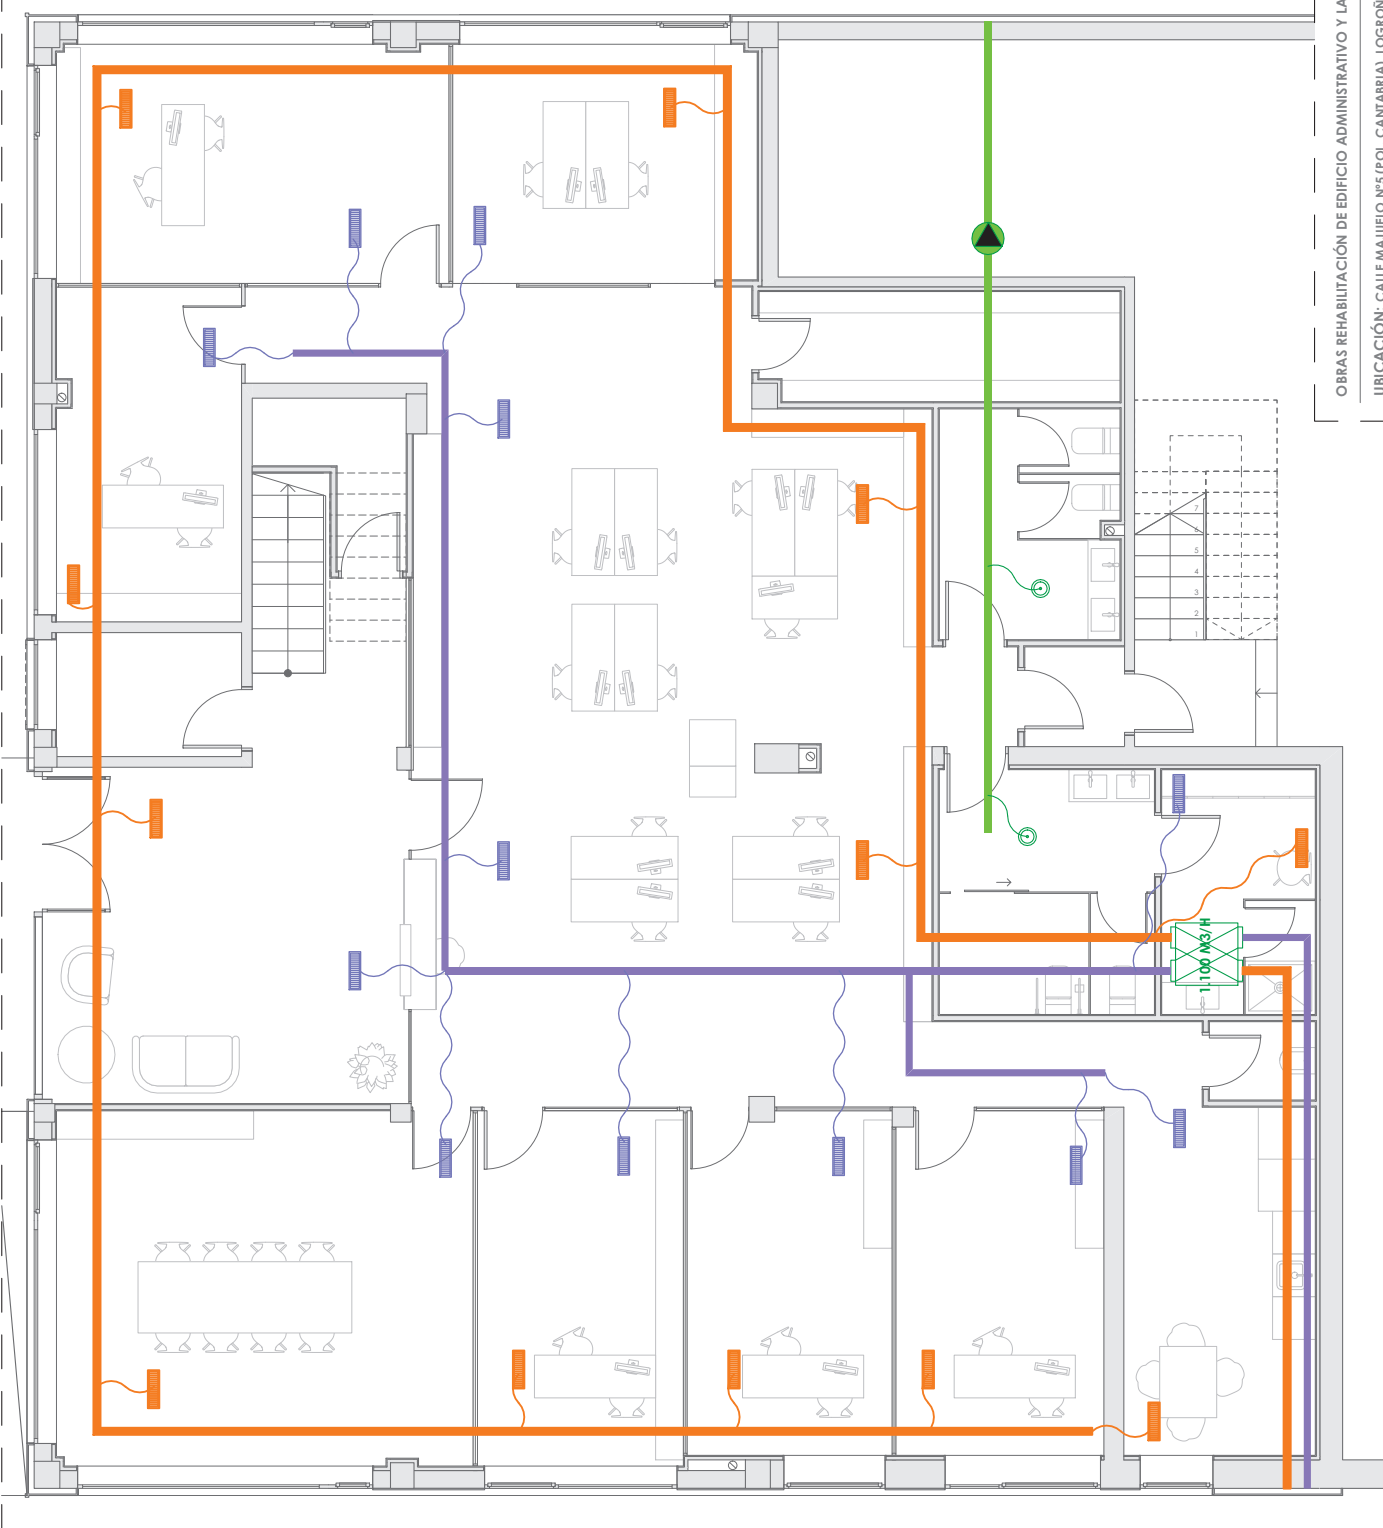 OBRAS REHABILITACIÓN DE EDIFICIO ADMINISTRATIVO Y LA
UBICACIÓN: CALLE MAJUELO Nº5 (POL. CANTABRIA). LOGROÑ
1.100 M3/H
7
6
5
4
3
2
1